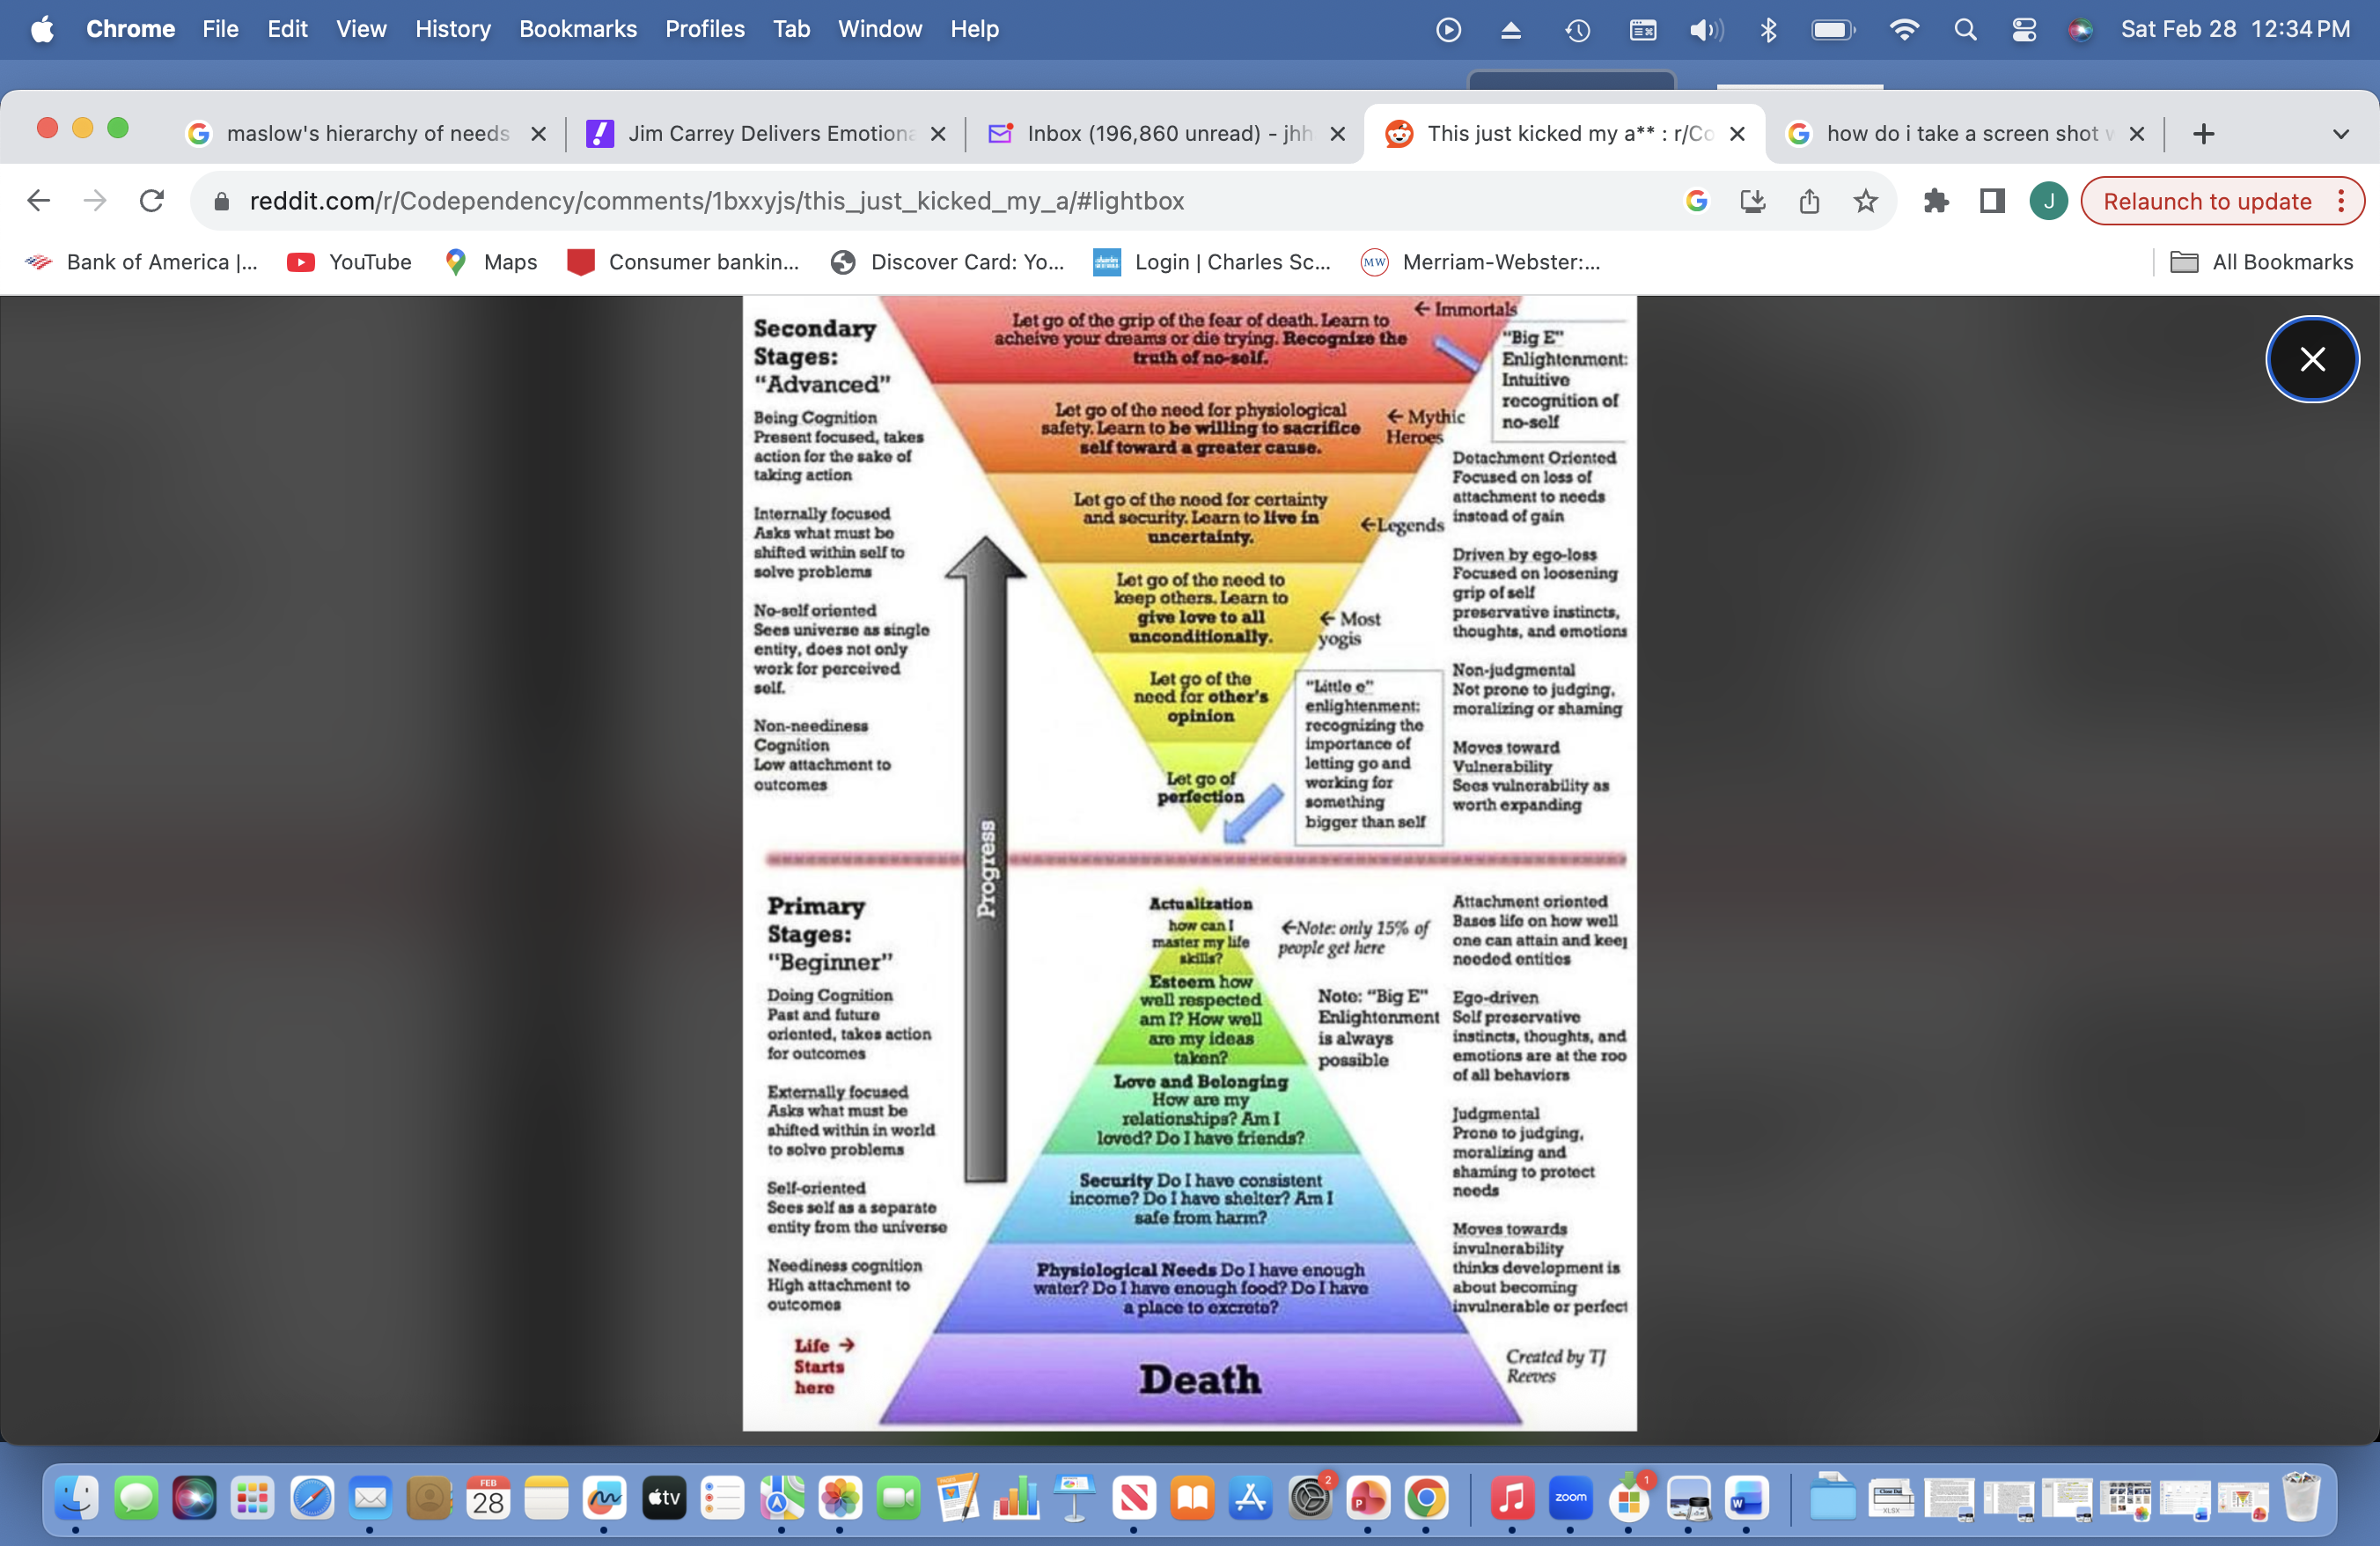 Chrome File Edit View History Bookmarks Profiles Tab Window Help
Sat Feb 28 12:34 PM
maslow's hierarchy of needs
Jim Carrey Delivers Emotiona
Inbox (196,860 unread) - jhh
This just kicked my a** : r/Co
how do i take a screen shot w
reddit.com/r/Codependency/comments/1bxxyjs/this_just_kicked_my_a/#lightbox
J
Relaunch to update
Bank of America |...
YouTube
Maps
Consumer bankin...
Discover Card: Yo...
Login | Charles Sc...
MW
Merriam-Webster:...
All Bookmarks
Secondary
Stages:
"Advanced"
Being Cognition
Present focused, takes
action for the sake of
taking action
Internally focused
Asks what must be
shifted within self to
solve problems
No-self oriented
Sees universe as single
entity, does not only
work for perceived
self.
Non-neediness
Cognition
Low attachment to
outcomes
Let go of the grip of the fear of death. Learn to
acheive your dreams or die trying. Recognize the
truth of no-self.
← Immortals
Let go of the need for physiological
safety. Learn to be willing to sacrifice
self toward a greater cause.
← Mythic
Heroes
Let go of the need for certainty
and security. Learn to live in
uncertainty.
←Legends
Let go of the need to
keep others. Learn to
give love to all
unconditionally.
← Most
yogis
Let go of the
need for other's
opinion
Let go of
perfection
"Little e"
enlightenment:
recognizing the
importance of
letting go and
working for
something
bigger than self
"Big E"
Enlightenment:
Intuitive
recognition of
no-self
Detachment Oriented
Focused on loss of
attachment to needs
instead of gain
Driven by ego-loss
Focused on loosening
grip of self
preservative instincts,
thoughts, and emotions
Non-judgmental
Not prone to judging,
moralizing or shaming
Moves toward
Vulnerability
Sees vulnerability as
worth expanding
Progress
Primary
Stages:
"Beginner"
Doing Cognition
Past and future
oriented, takes action
for outcomes
Externally focused
Asks what must be
shifted within in world
to solve problems
Self-oriented
Sees self as a separate
entity from the universe
Neediness cognition
High attachment to
outcomes
Life →
Starts
here
Actualization
how can I
master my life
skills?
←Note: only 15% of
people get here
Esteem how
well respected
am I? How well
are my ideas
taken?
Note: "Big E"
Enlightenment
is always
possible
Love and Belonging
How are my
relationships? Am I
loved? Do I have friends?
Security Do I have consistent
income? Do I have shelter? Am I
safe from harm?
Physiological Needs Do I have enough
water? Do I have enough food? Do I have
a place to excrete?
Death
Attachment oriented
Bases life on how well
one can attain and keep
needed entities
Ego-driven
Self preservative
instincts, thoughts, and
emotions are at the roo
of all behaviors
Judgmental
Prone to judging,
moralizing and
shaming to protect
needs
Moves towards
invulnerability
thinks development is
about becoming
invulnerable or perfect
Created by TJ
Reeves
FEB
28
tv
2
P
zoom
1
W
XLSX